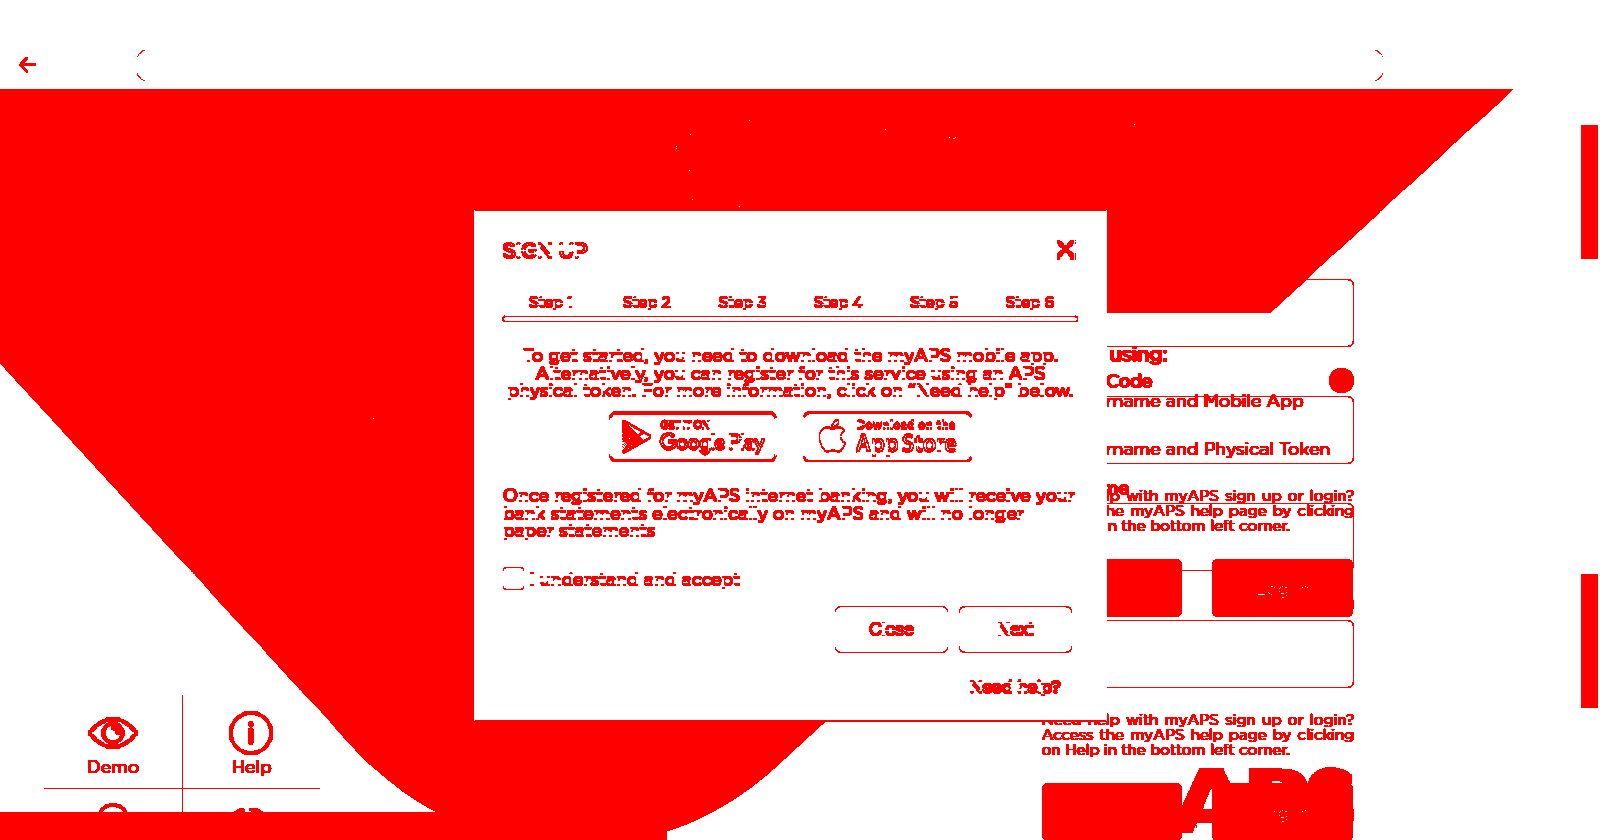 SIGN UP
X
Step 1 Step 2 Step 3 Step 4 Step 5 Step 6
To get started, you need to download the myAPS mobile app.
Alternatively, you can register for this service using an APS
physical token. For more information, click on "Need help" below.
GET IT ON
Google Play
Download on the
App Store
Once registered for myAPS internet banking, you will receive your
bank statements electronically on myAPS and will no longer
paper statements
I understand and accept
Close
Next
Need help?
using:
Code
rname and Mobile App
rname and Physical Token
me
lp with myAPS sign up or login?
he myAPS help page by clicking
n the bottom left corner.
Need help with myAPS sign up or login?
Access the myAPS help page by clicking
on Help in the bottom left corner.
APS
Demo
Help